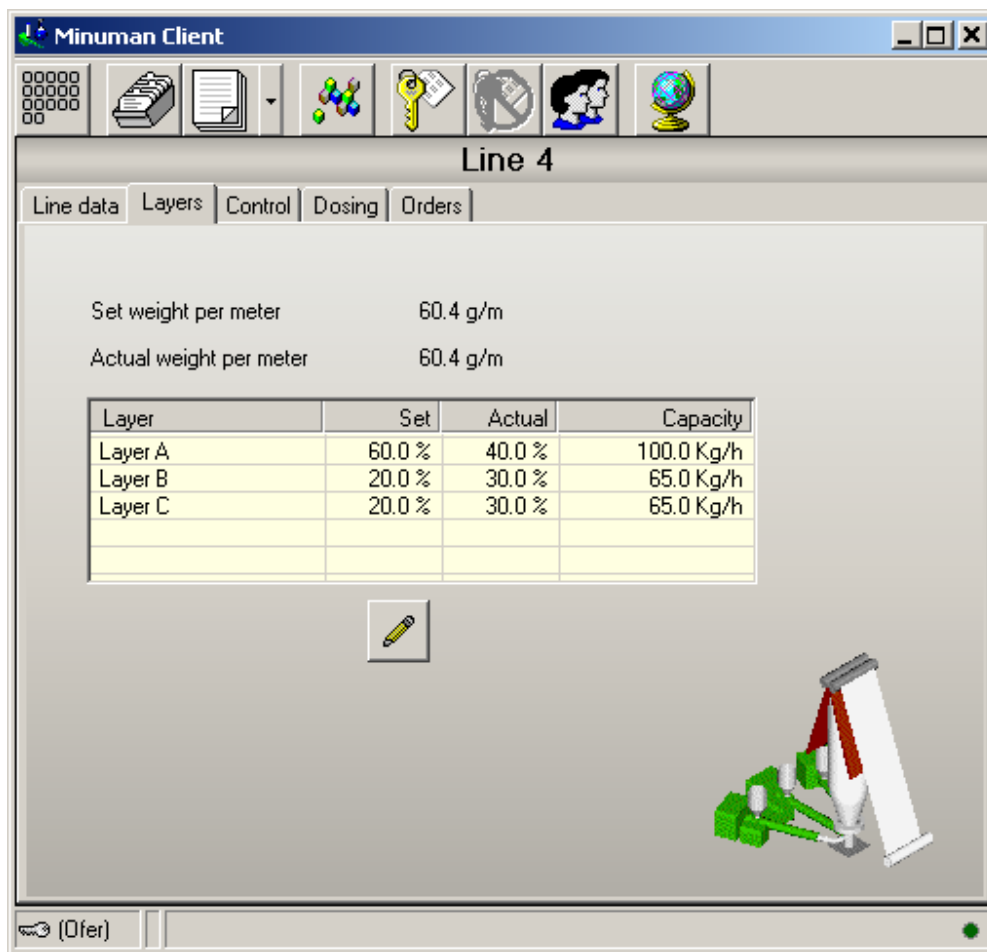 Minuman Client
Line 4
Line data Layers Control Dosing Orders
Set weight per meter 60.4 g/m
Actual weight per meter 60.4 g/m
Layer Set Actual Capacity
Layer A 60.0 % 40.0 % 100.0 Kg/h
Layer B 20.0 % 30.0 % 65.0 Kg/h
Layer C 20.0 % 30.0 % 65.0 Kg/h
(Ofer)